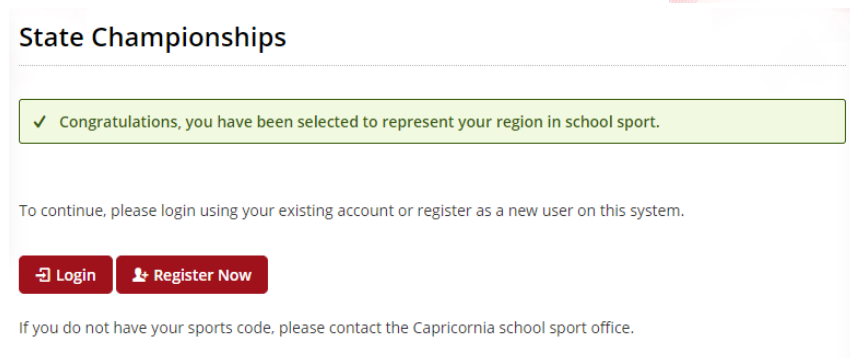 State Championships
✓ Congratulations, you have been selected to represent your region in school sport.
To continue, please login using your existing account or register as a new user on this system.
Login Register Now
If you do not have your sports code, please contact the Capricornia school sport office.